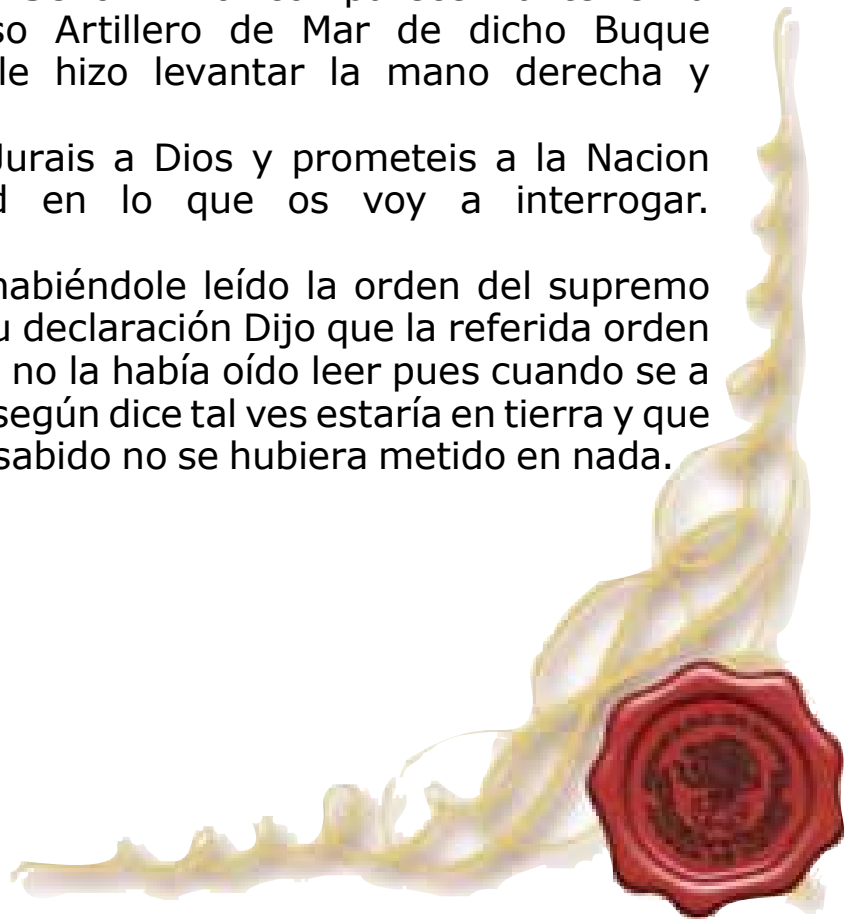 so Artillero de Mar de dicho Buque
le hizo levantar la mano derecha y
Jurais a Dios y prometeis a la Nacion
d en lo que os voy a interrogar.
habiéndole leído la orden del supremo
u declaración Dijo que la referida orden
no la había oído leer pues cuando se a
según dice tal ves estaría en tierra y que
sabido no se hubiera metido en nada.